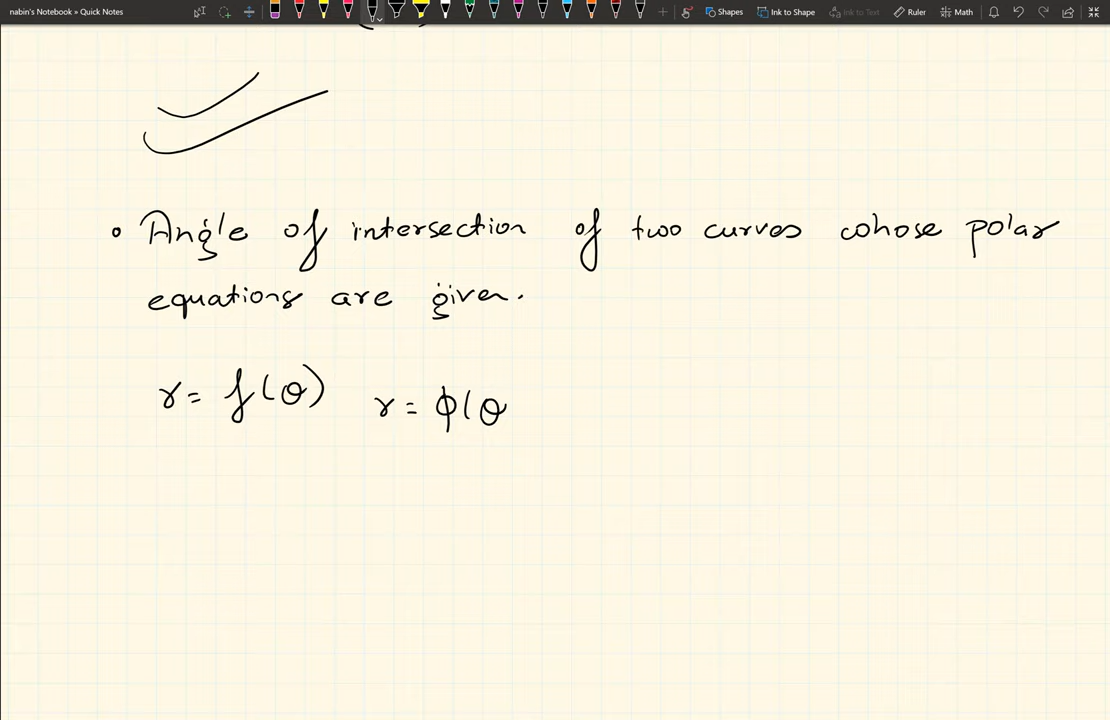 nabin's Notebook » Quick Notes
Shapes Ink to Shape Ink to Text Ruler Math
• Angle of intersection of two curves whose polar
equations are given.
r = f(θ) r = ϕ(θ